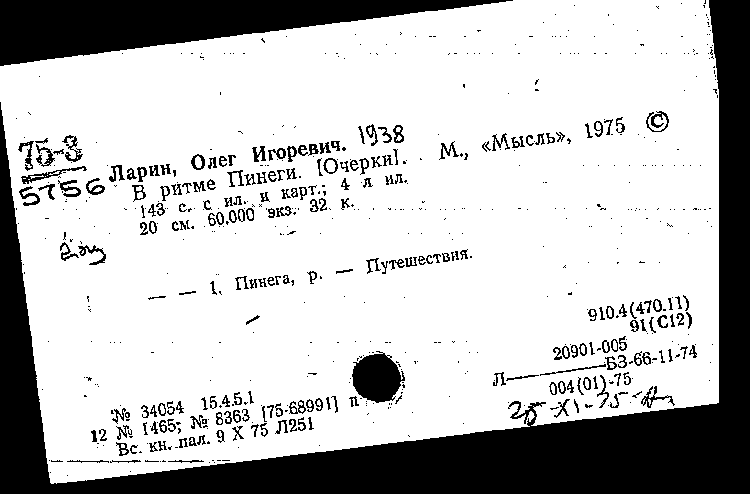 75-3
5756
Ларин, Олег Игоревич. 1938
В ритме Пинеги. [Очерки]. М., «Мысль», 1975 ©
143 с. с ил. и карт.; 4 л ил.
20 см. 60.000 экз. 32 к.
— — 1. Пинега, р. — Путешествия.
910.4(470.11)
91(С12)
20901-005
Л———БЗ-66-11-74
004(01)-75
№ 34054 15.4.5.1
12 № 1465; № 8363 [75-68991] п
Вс. кн. пал. 9 X 75 Л251
25-XI-75